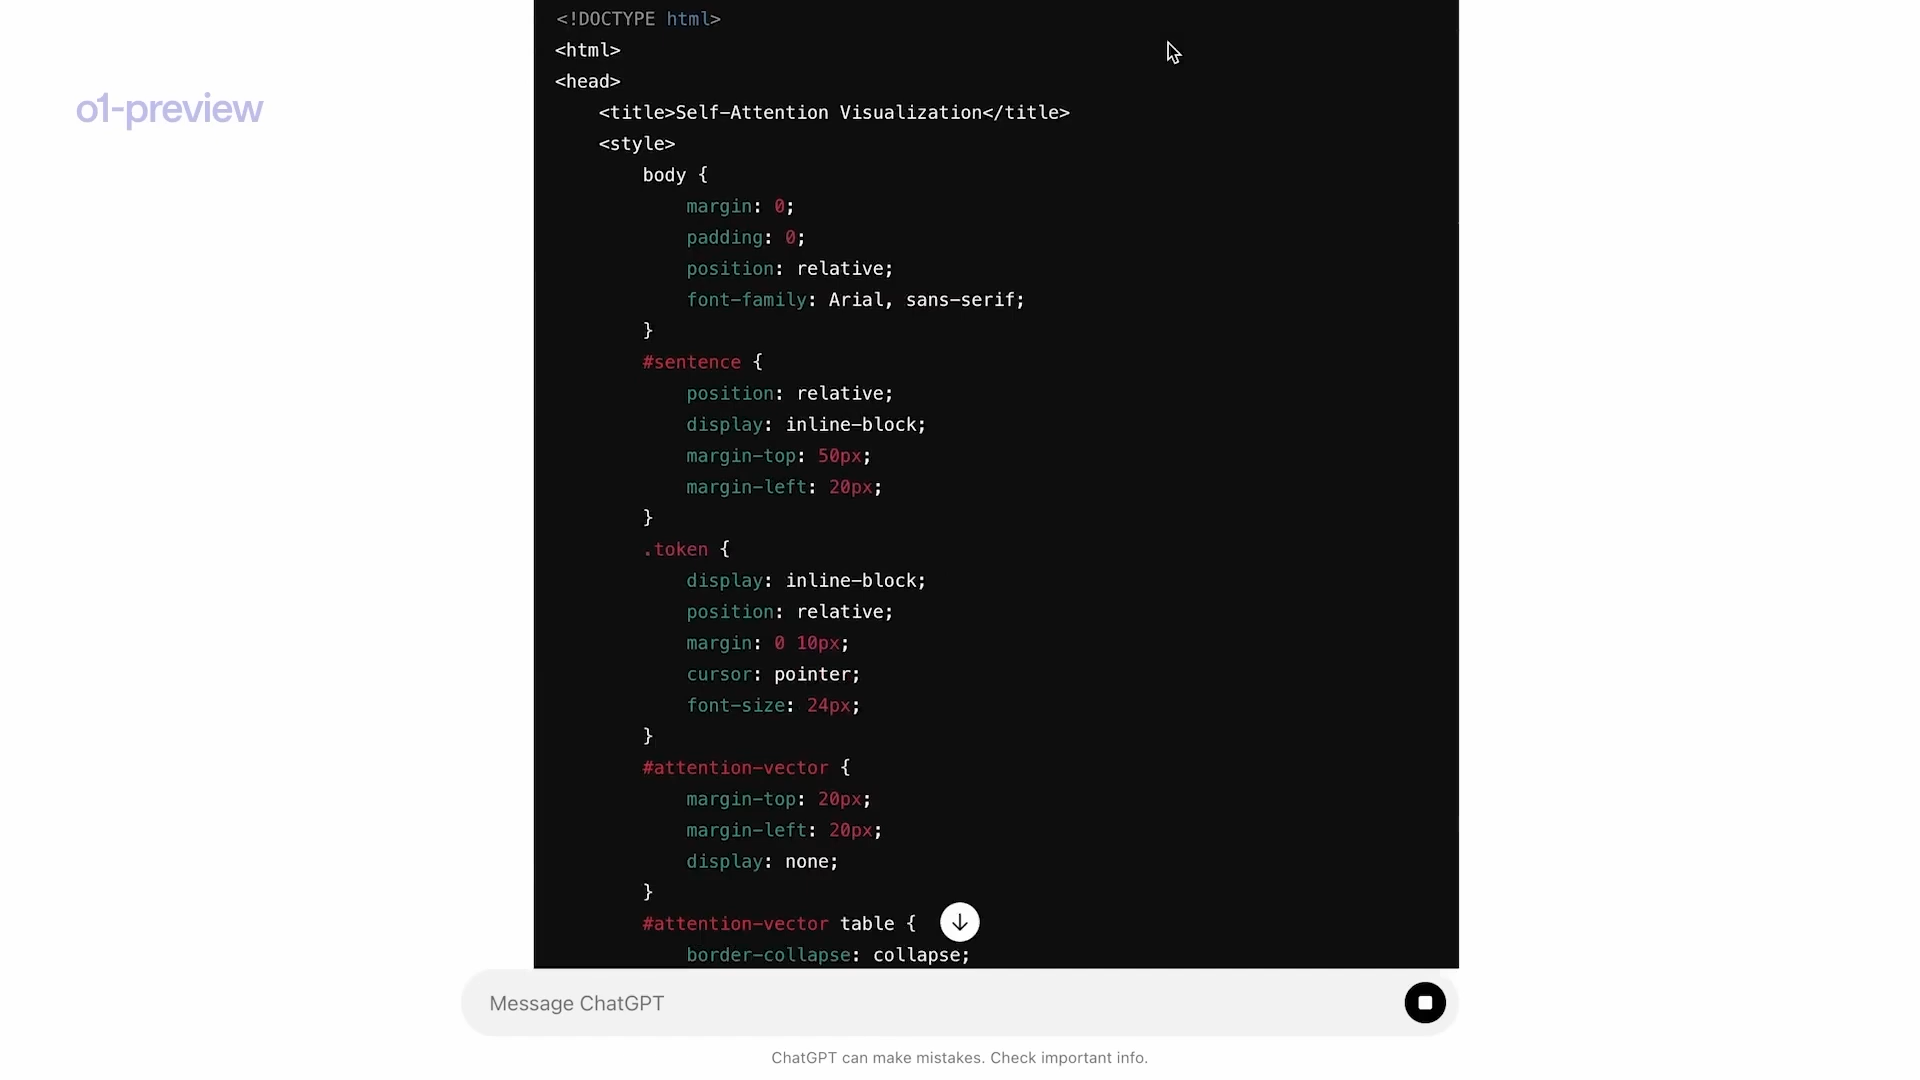 o1-preview
<!DOCTYPE html>
<html>
<head>
    <title>Self-Attention Visualization</title>
    <style>
        body {
            margin: 0;
            padding: 0;
            position: relative;
            font-family: Arial, sans-serif;
        }
        #sentence {
            position: relative;
            display: inline-block;
            margin-top: 50px;
            margin-left: 20px;
        }
        .token {
            display: inline-block;
            position: relative;
            margin: 0 10px;
            cursor: pointer;
            font-size: 24px;
        }
        #attention-vector {
            margin-top: 20px;
            margin-left: 20px;
            display: none;
        }
        #attention-vector table {
            border-collapse: collapse;
Message ChatGPT
ChatGPT can make mistakes. Check important info.